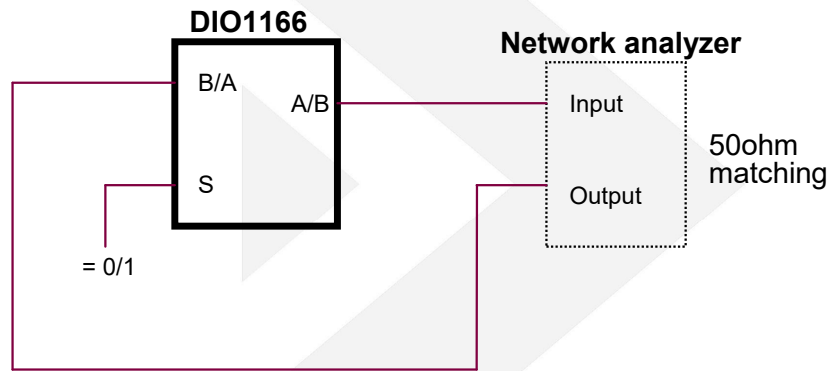 DIO1166
Network analyzer
B/A
A/B
Input
50ohm
matching
S
Output
= 0/1